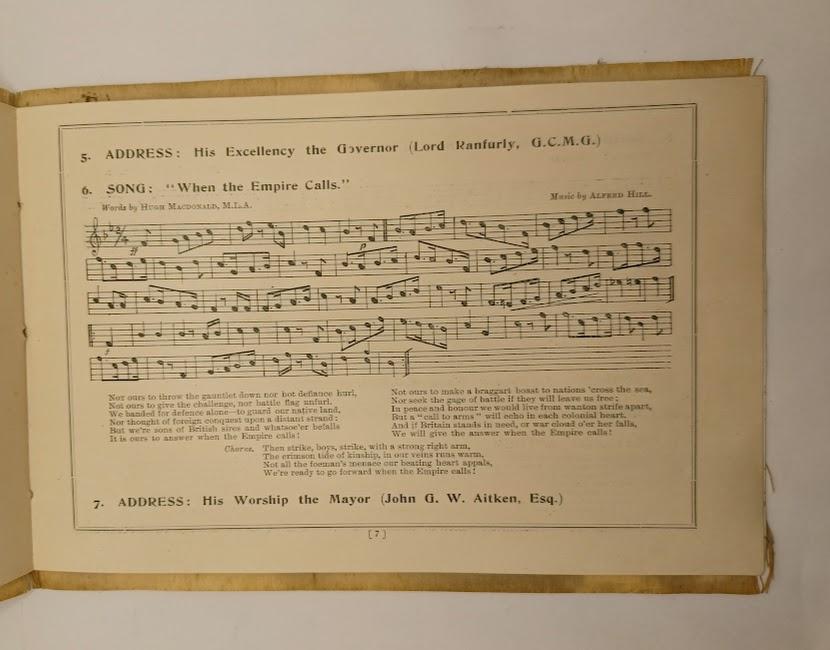 5. ADDRESS: His Excellency the Governor (Lord Ranfurly, G.C.M.G.)
6. SONG: "When the Empire Calls."
Words by HUGH MACDONALD, M.L.A.
Music by ALFRED HILL.
Nor ours to throw the gauntlet down nor hot defiance hurl,
Not ours to give the challenge, nor battle flag unfurl.
We banded for defence alone—to guard our native land,
Nor thought of foreign conquest upon a distant strand;
But we're sons of British sires and whatsoe'er befalls
It is ours to answer when the Empire calls!
Not ours to make a braggart boast to nations 'cross the sea,
Nor seek the gage of battle if they will leave us free;
In peace and honour we would live from wanton strife apart,
But a "call to arms" will echo in each colonial heart.
And if Britain stands in need, or war cloud o'er her falls,
We will give the answer when the Empire calls!
Chorus. Then strike, boys, strike, with a strong right arm,
The crimson tide of kinship, in our veins runs warm,
Not all the foeman's menace our beating heart appals,
We're ready to go forward when the Empire calls!
7. ADDRESS: His Worship the Mayor (John G. W. Aitken, Esq.)
[ 7 ]